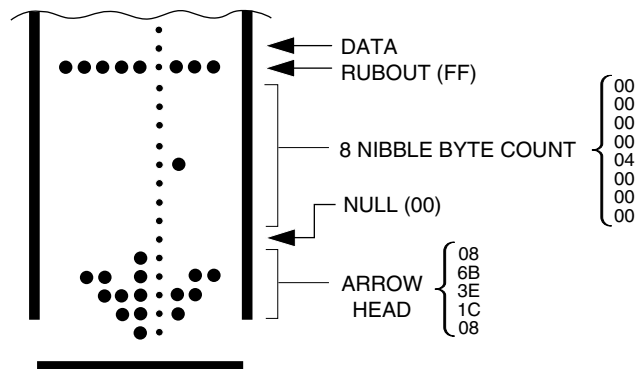 DATA
RUBOUT (FF)
00
00
00
00
04
00
00
00
8 NIBBLE BYTE COUNT
NULL (00)
ARROW
HEAD
08
6B
3E
1C
08